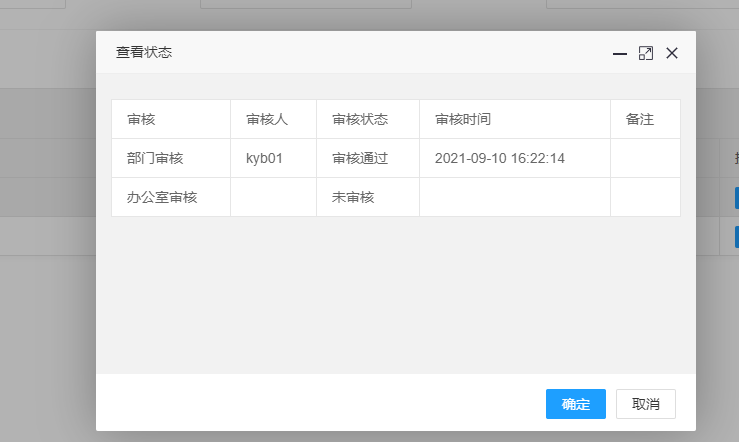 查看状态
审核 审核人 审核状态 审核时间 备注
部门审核 kyb01 审核通过 2021-09-10 16:22:14
办公室审核 未审核
确定 取消